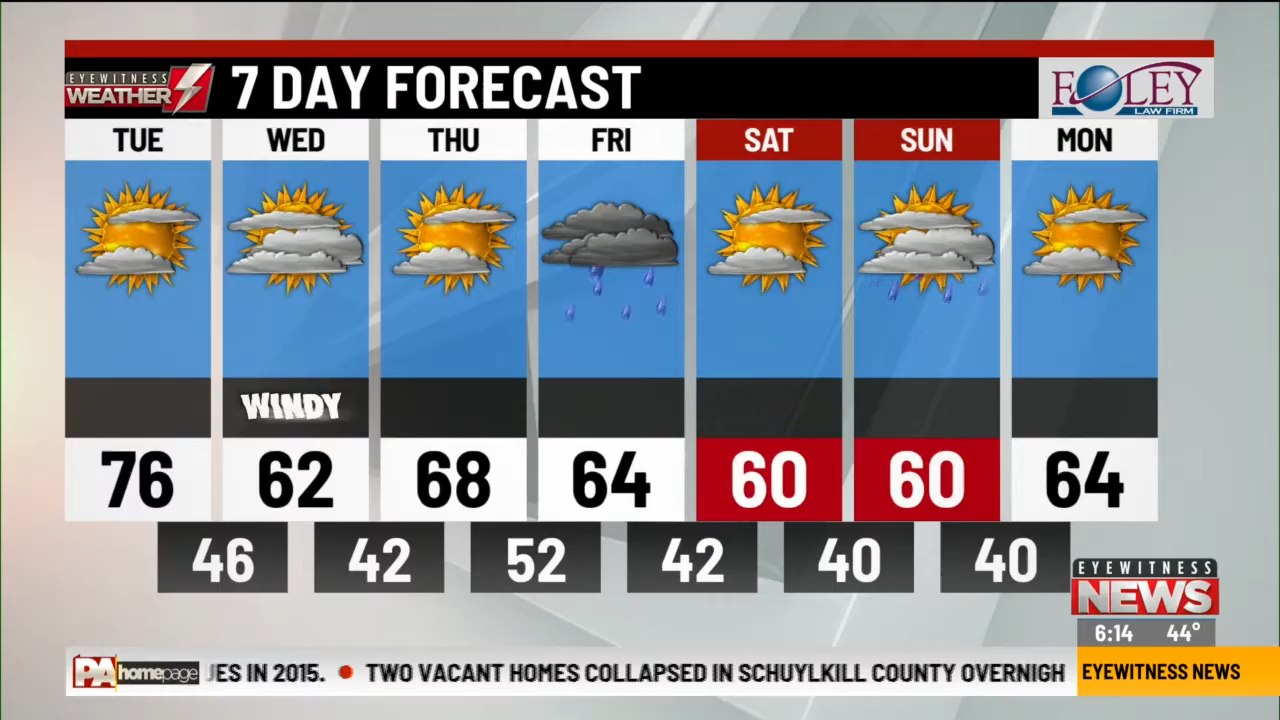 EYEWITNESS
WEATHER
7 DAY FORECAST
FOLEY
LAW FIRM
TUE WED THU FRI SAT SUN MON
WINDY
76 62 68 64 60 60 64
46 42 52 42 40 40
EYEWITNESS
NEWS
6:14 44°
PA homepage JES IN 2015. • TWO VACANT HOMES COLLAPSED IN SCHUYLKILL COUNTY OVERNIGH
EYEWITNESS NEWS